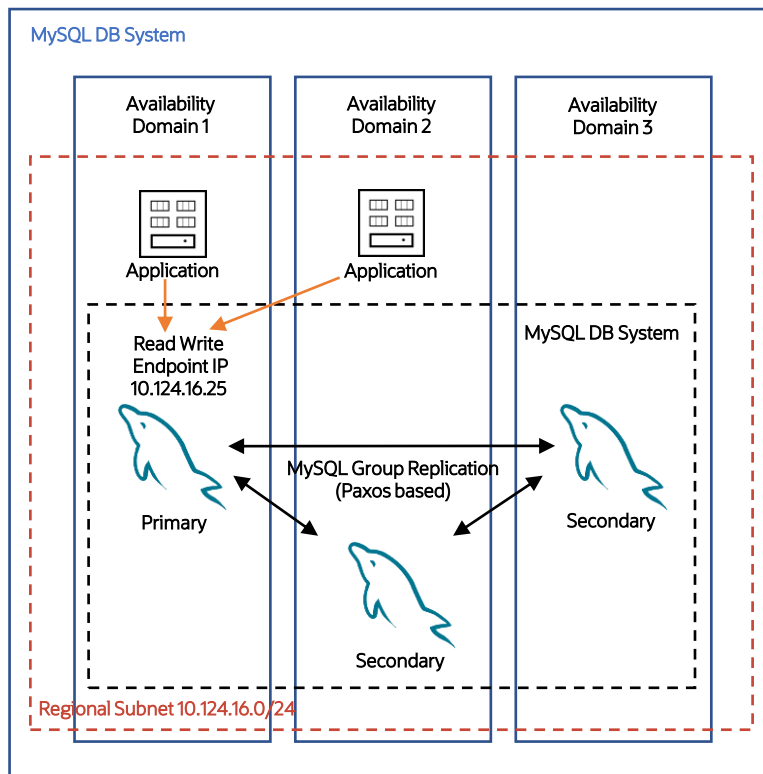 MySQL DB System
Availability
Domain 1
Availability
Domain 2
Availability
Domain 3
Application
Application
Read Write
Endpoint IP
10.124.16.25
MySQL DB System
MySQL Group Replication
(Paxos based)
Primary
Secondary
Secondary
Regional Subnet 10.124.16.0/24